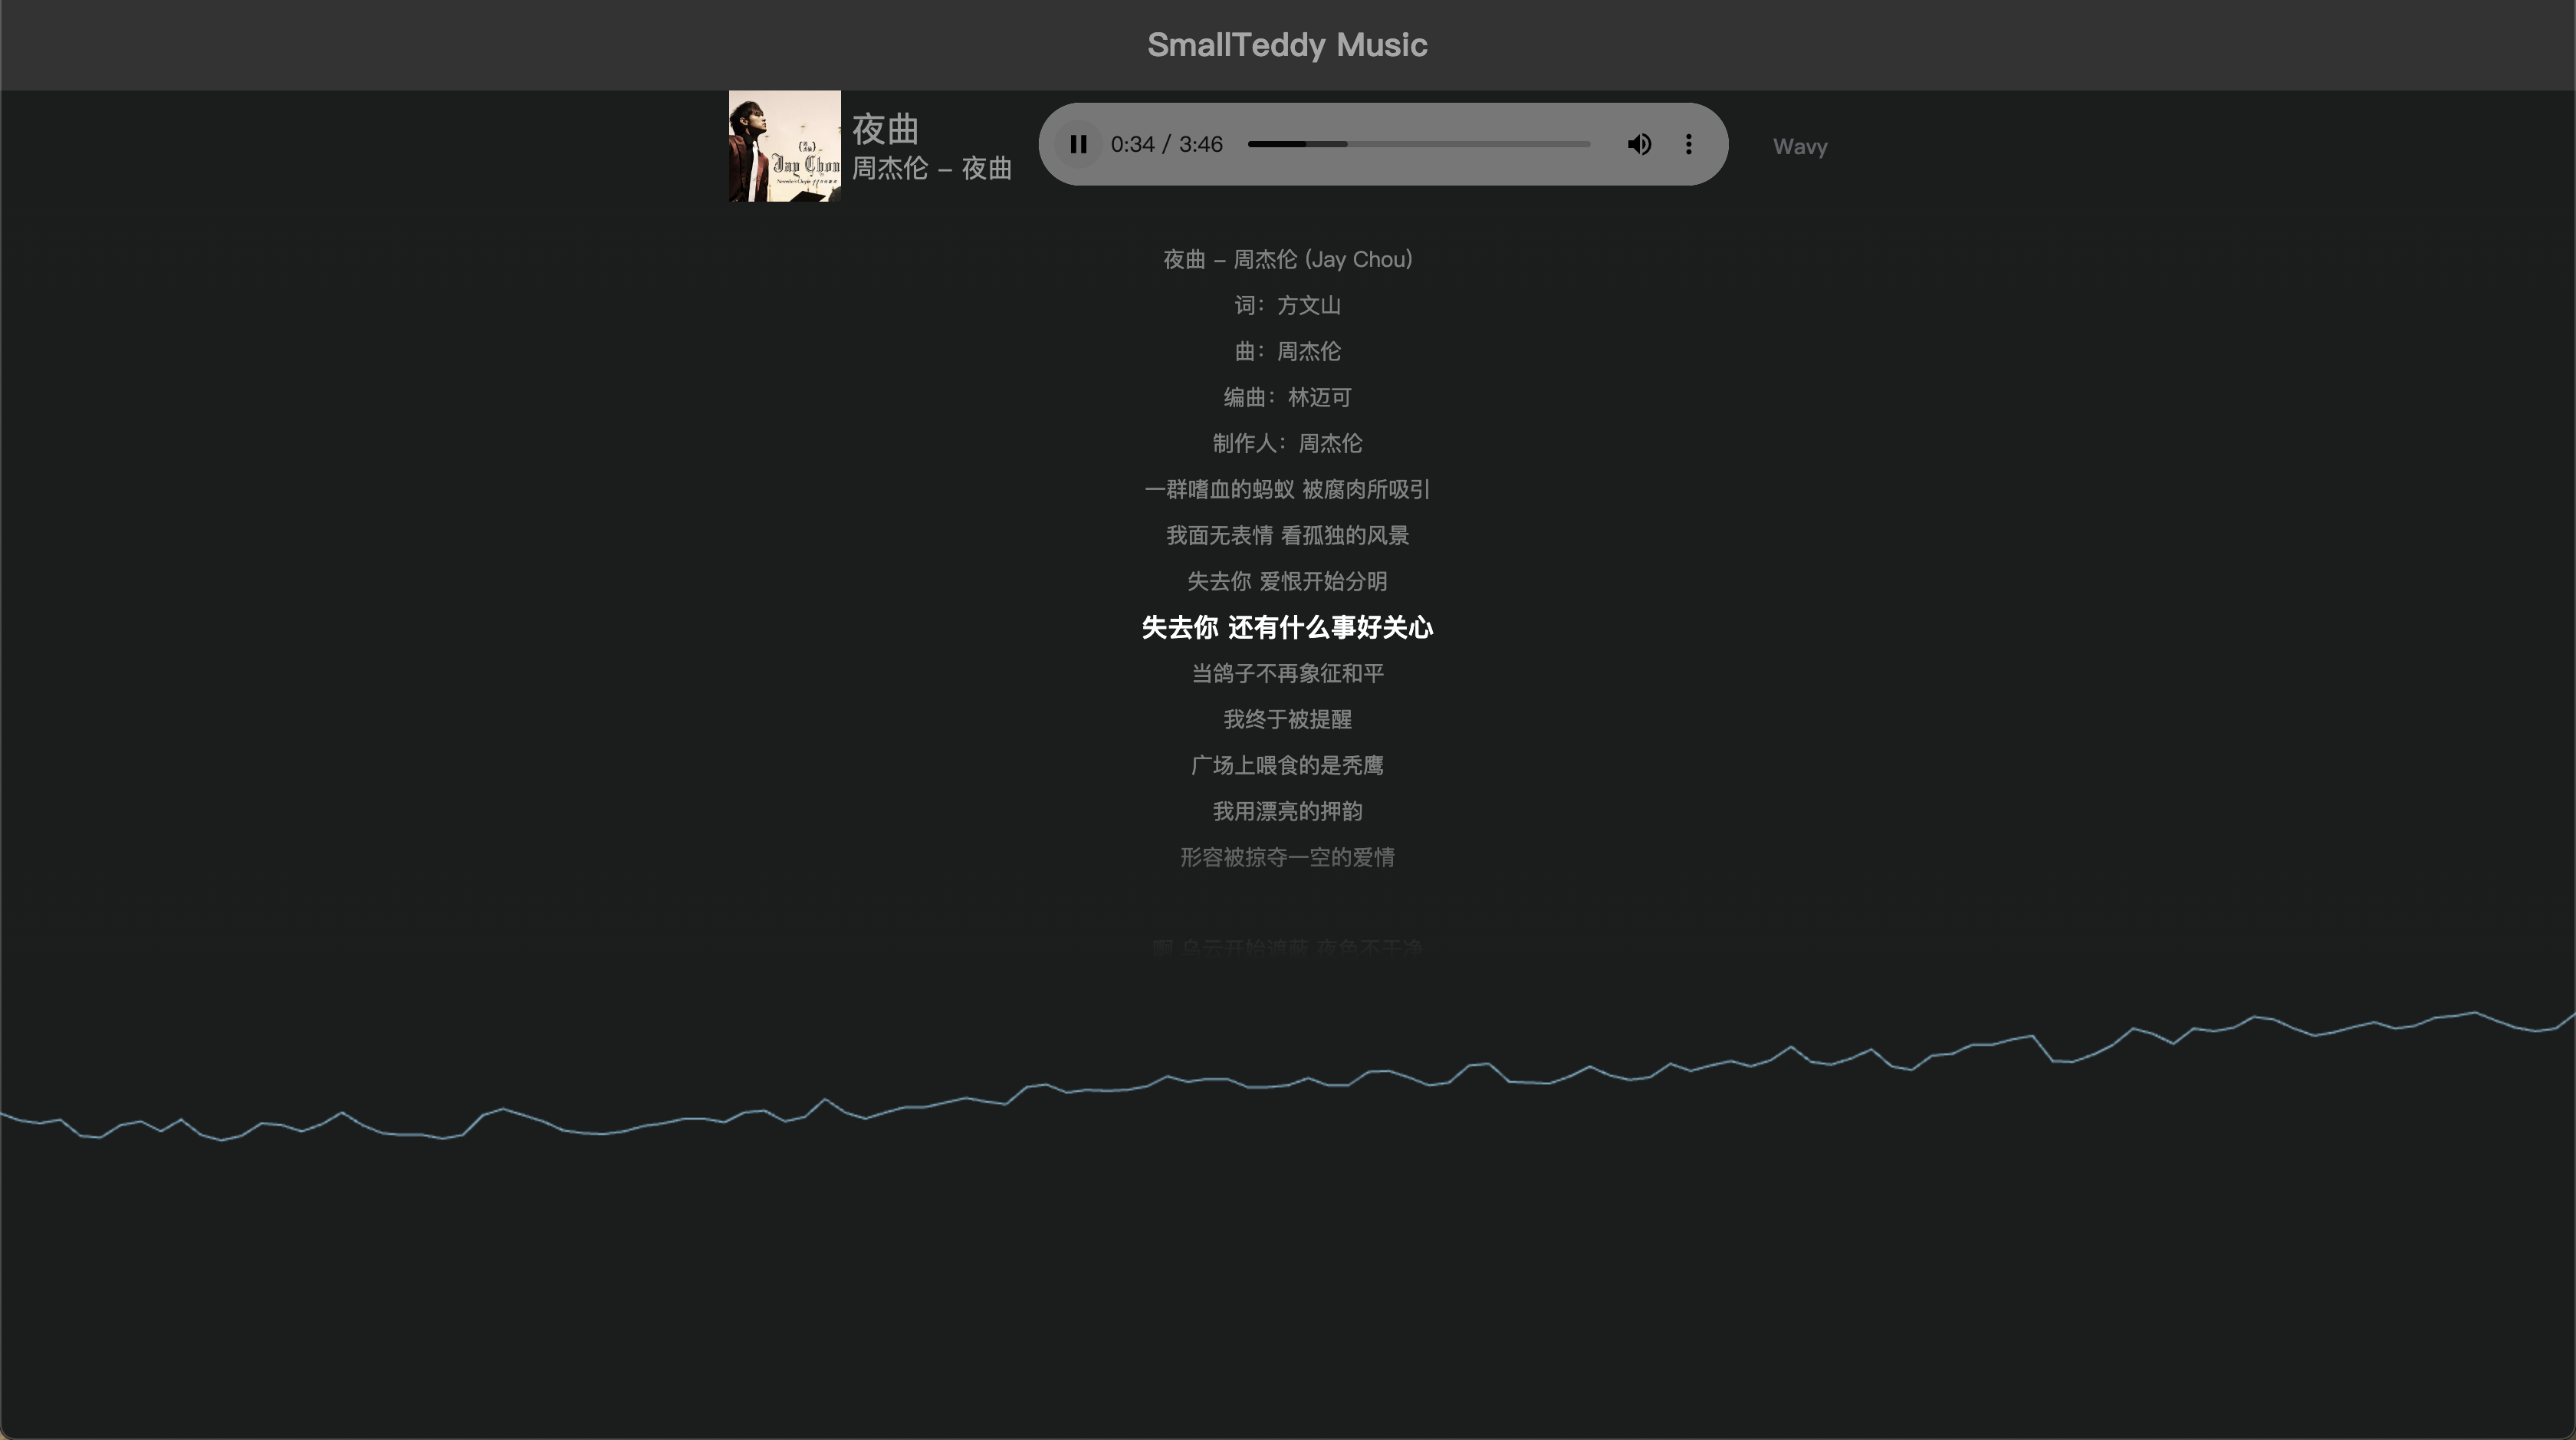 SmallTeddy Music
夜曲
周杰伦 – 夜曲
Jay Chou
0:34 / 3:46
Wavy
夜曲 – 周杰伦 (Jay Chou)
词：方文山
曲：周杰伦
编曲：林迈可
制作人：周杰伦
一群嗜血的蚂蚁 被腐肉所吸引
我面无表情 看孤独的风景
失去你 爱恨开始分明
失去你 还有什么事好关心
当鸽子不再象征和平
我终于被提醒
广场上喂食的是秃鹰
我用漂亮的押韵
形容被掠夺一空的爱情
啊 乌云开始遮蔽 夜色不干净